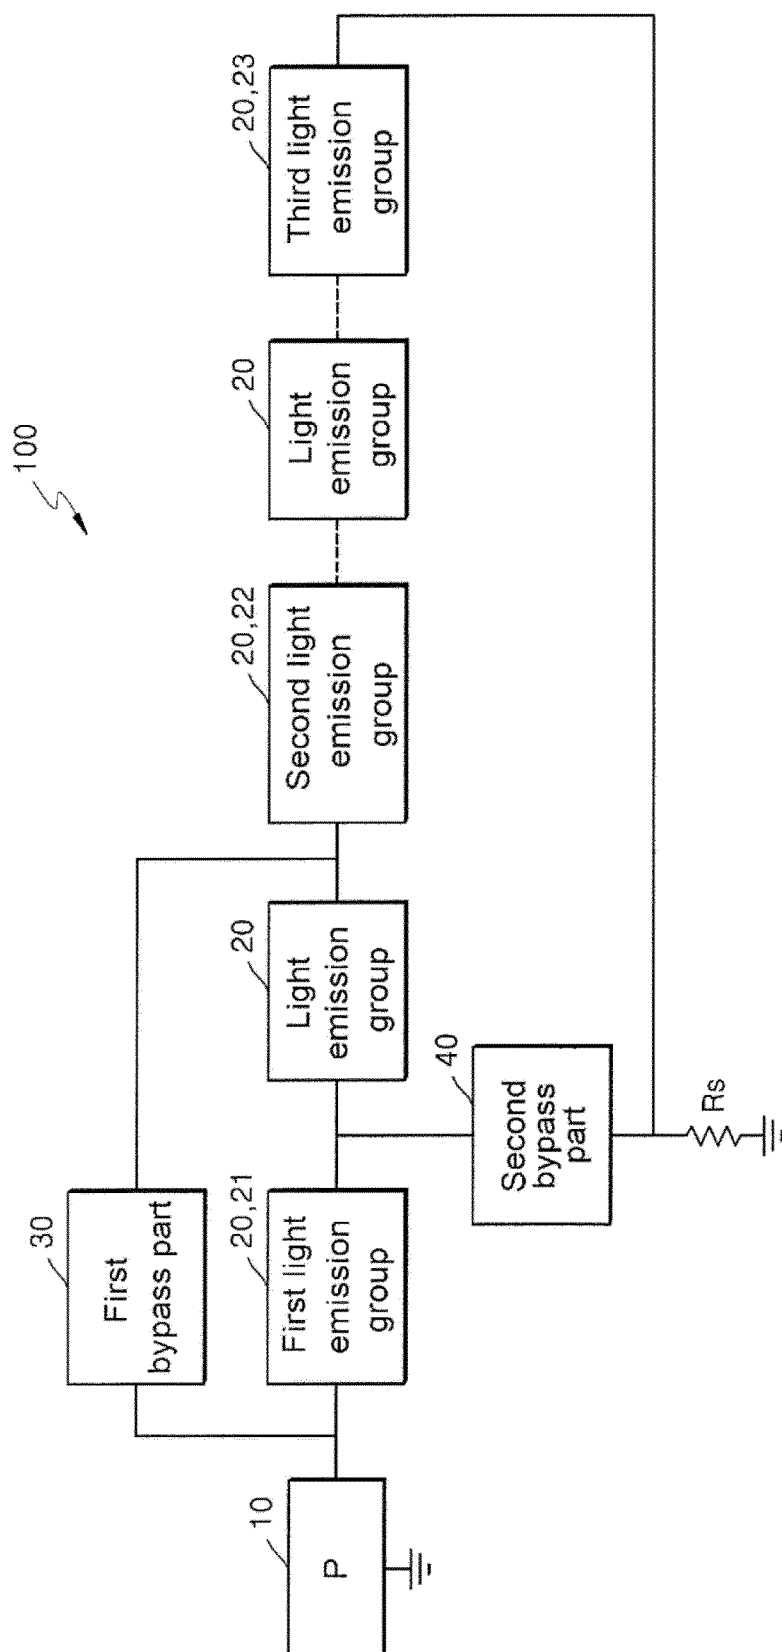 100
10
P
30
First
bypass part
20,21
First light
emission
group
20
Light
emission
group
20,22
Second light
emission
group
20
Light
emission
group
20,23
Third light
emission
group
40
Second
bypass
part
Rs